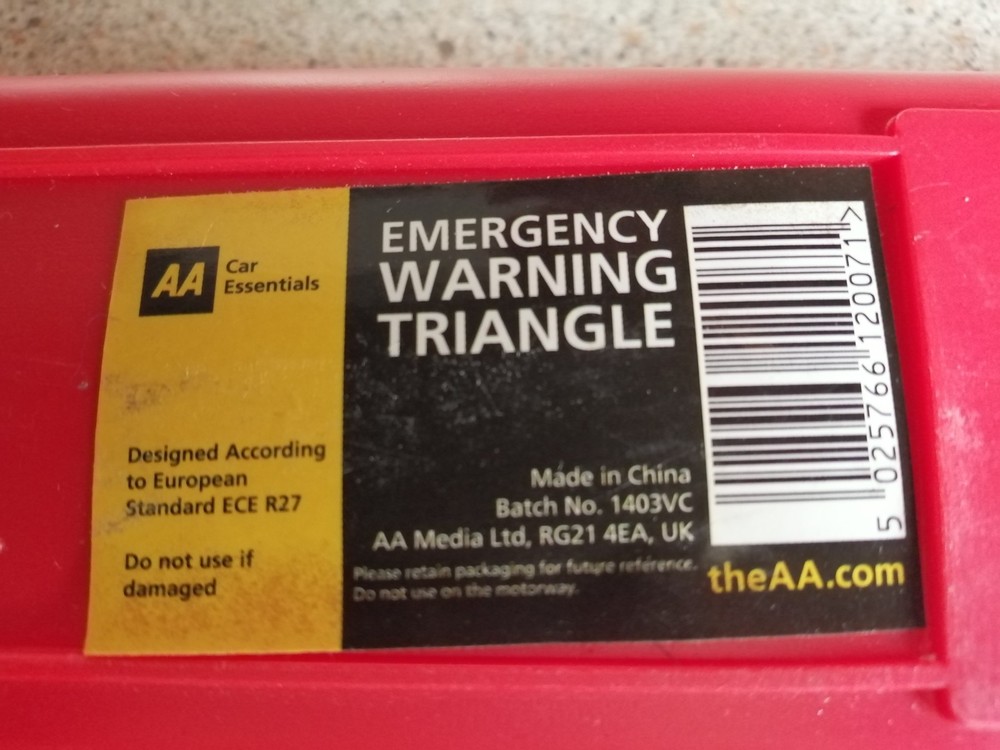 AA
Car
Essentials
Designed According
to European
Standard ECE R27
Do not use if
damaged
EMERGENCY
WARNING
TRIANGLE
Made in China
Batch No. 1403VC
AA Media Ltd, RG21 4EA, UK
Please retain packaging for future reference.
Do not use on the motorway.
5 025766 120071 >
theAA.com